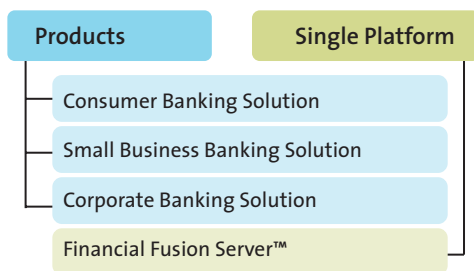 Products
Single Platform
Consumer Banking Solution
Small Business Banking Solution
Corporate Banking Solution
Financial Fusion Server™